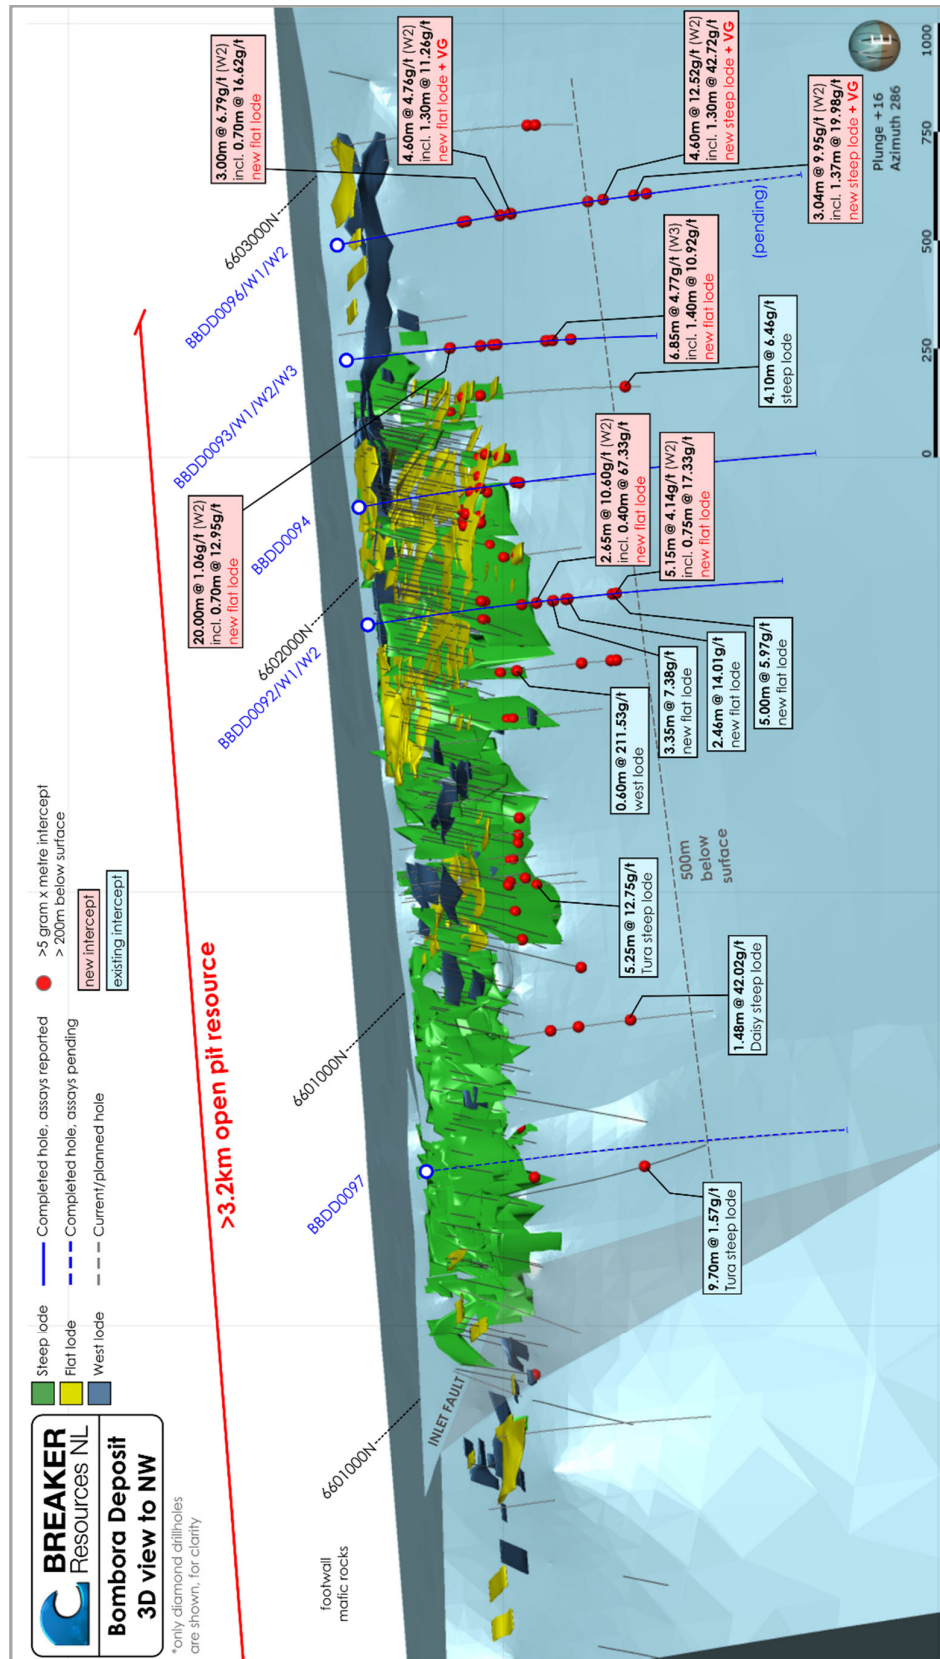 BREAKER
Resources NL
Bombora Deposit
3D view to NW
*only diamond drillholes
are shown, for clarity
Steep lode
Flat lode
West lode
Completed hole, assays reported
Completed hole, assays pending
Current/planned hole
>5 gram x metre intercept
> 200m below surface
new intercept
existing intercept
>3.2km open pit resource
footwall
mafic rocks
6601000N
INLET FAULT
BBDD0097
6601000N
BBDD0092/W1/W2
6602000N
BBDD0094
BBDD0093/W1/W2/W3
BBDD0096/W1/W2
6603000N
20.00m @ 1.06g/t (W2)
incl. 0.70m @ 12.95g/t
new flat lode
3.00m @ 6.79g/t (W2)
incl. 0.70m @ 16.62g/t
new flat lode
4.60m @ 4.76g/t (W2)
incl. 1.30m @ 11.26g/t
new flat lode + VG
4.60m @ 12.52g/t (W2)
incl. 1.30m @ 42.72g/t
new steep lode + VG
3.04m @ 9.95g/t (W2)
incl. 1.37m @ 19.98g/t
new steep lode + VG
6.85m @ 4.77g/t (W3)
incl. 1.40m @ 10.92g/t
new flat lode
(pending)
4.10m @ 6.46g/t
steep lode
2.65m @ 10.60g/t (W2)
incl. 0.40m @ 67.33g/t
new flat lode
5.15m @ 4.14g/t (W2)
incl. 0.75m @ 17.33g/t
new flat lode
0.60m @ 211.53g/t
west lode
3.35m @ 7.38g/t
new flat lode
2.46m @ 14.01g/t
new flat lode
5.00m @ 5.97g/t
new flat lode
5.25m @ 12.75g/t
Tura steep lode
500m
below
surface
1.48m @ 42.02g/t
Daisy steep lode
9.70m @ 1.57g/t
Tura steep lode
E
Plunge +16
Azimuth 286
0
250
500
750
1000